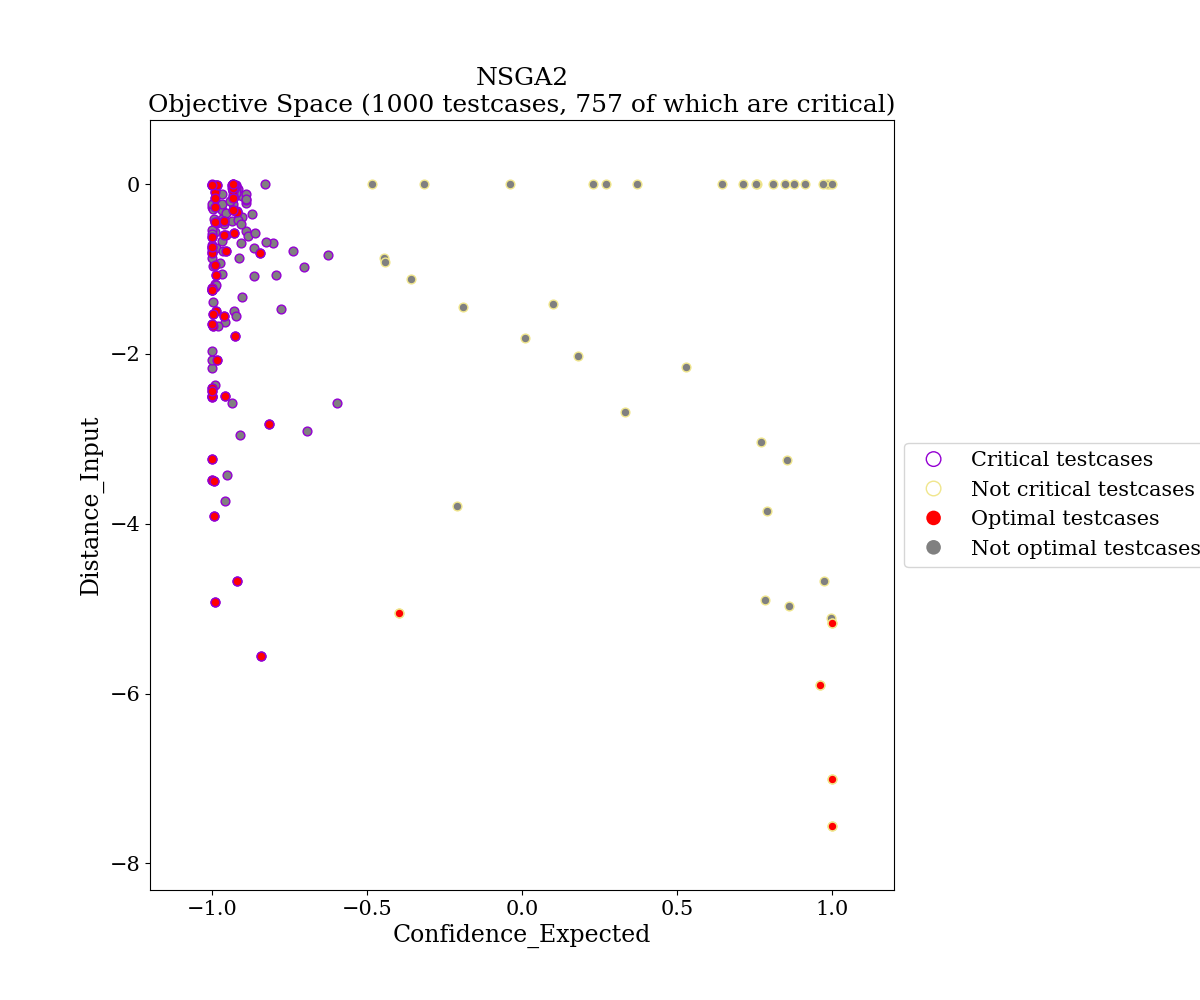 NSGA2
Objective Space (1000 testcases, 757 of which are critical)
0
−2
−4
−6
−8
Distance_Input
−1.0
−0.5
0.0
0.5
1.0
Confidence_Expected
Critical testcases
Not critical testcases
Optimal testcases
Not optimal testcases